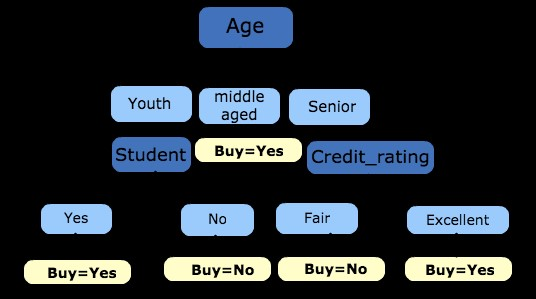 Age
Youth
middle
aged
Senior
Student
Buy=Yes
Credit_rating
Yes
No
Fair
Excellent
Buy=Yes
Buy=No
Buy=No
Buy=Yes